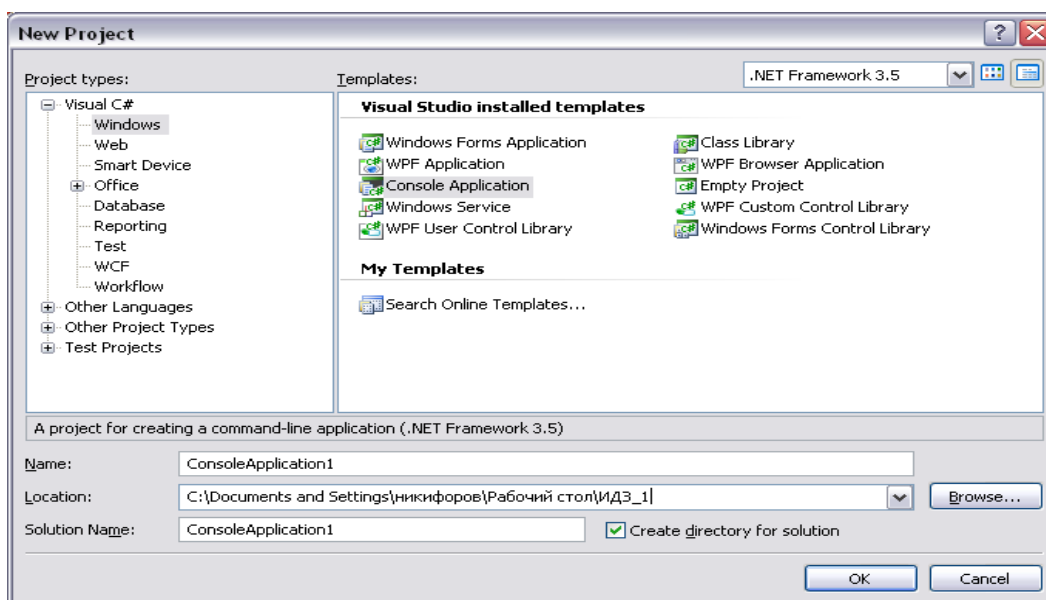 New Project
Project types:
Templates:
.NET Framework 3.5
Visual C#
Windows
Web
Smart Device
Office
Database
Reporting
Test
WCF
Workflow
Other Languages
Other Project Types
Test Projects
Visual Studio installed templates
Windows Forms Application
Class Library
WPF Application
WPF Browser Application
Console Application
Empty Project
Windows Service
WPF Custom Control Library
WPF User Control Library
Windows Forms Control Library
My Templates
Search Online Templates...
A project for creating a command-line application (.NET Framework 3.5)
Name:
ConsoleApplication1
Location:
C:\Documents and Settings\никифоров\Рабочий стол\ИДЗ_1
Browse...
Solution Name:
ConsoleApplication1
Create directory for solution
OK
Cancel